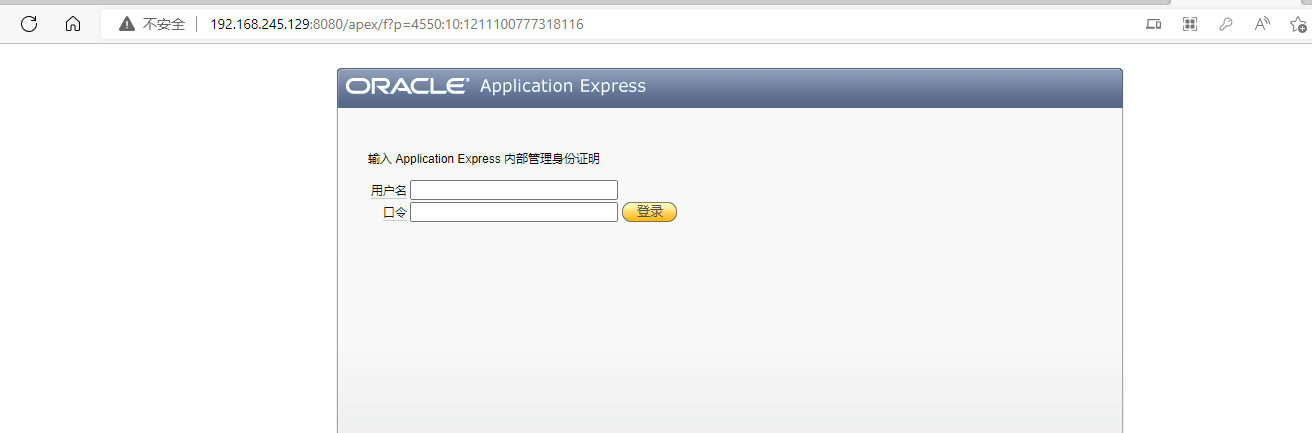 不安全 192.168.245.129:8080/apex/f?p=4550:10:1211100777318116
ORACLE® Application Express
输入 Application Express 内部管理身份证明
用户名
口令 登录